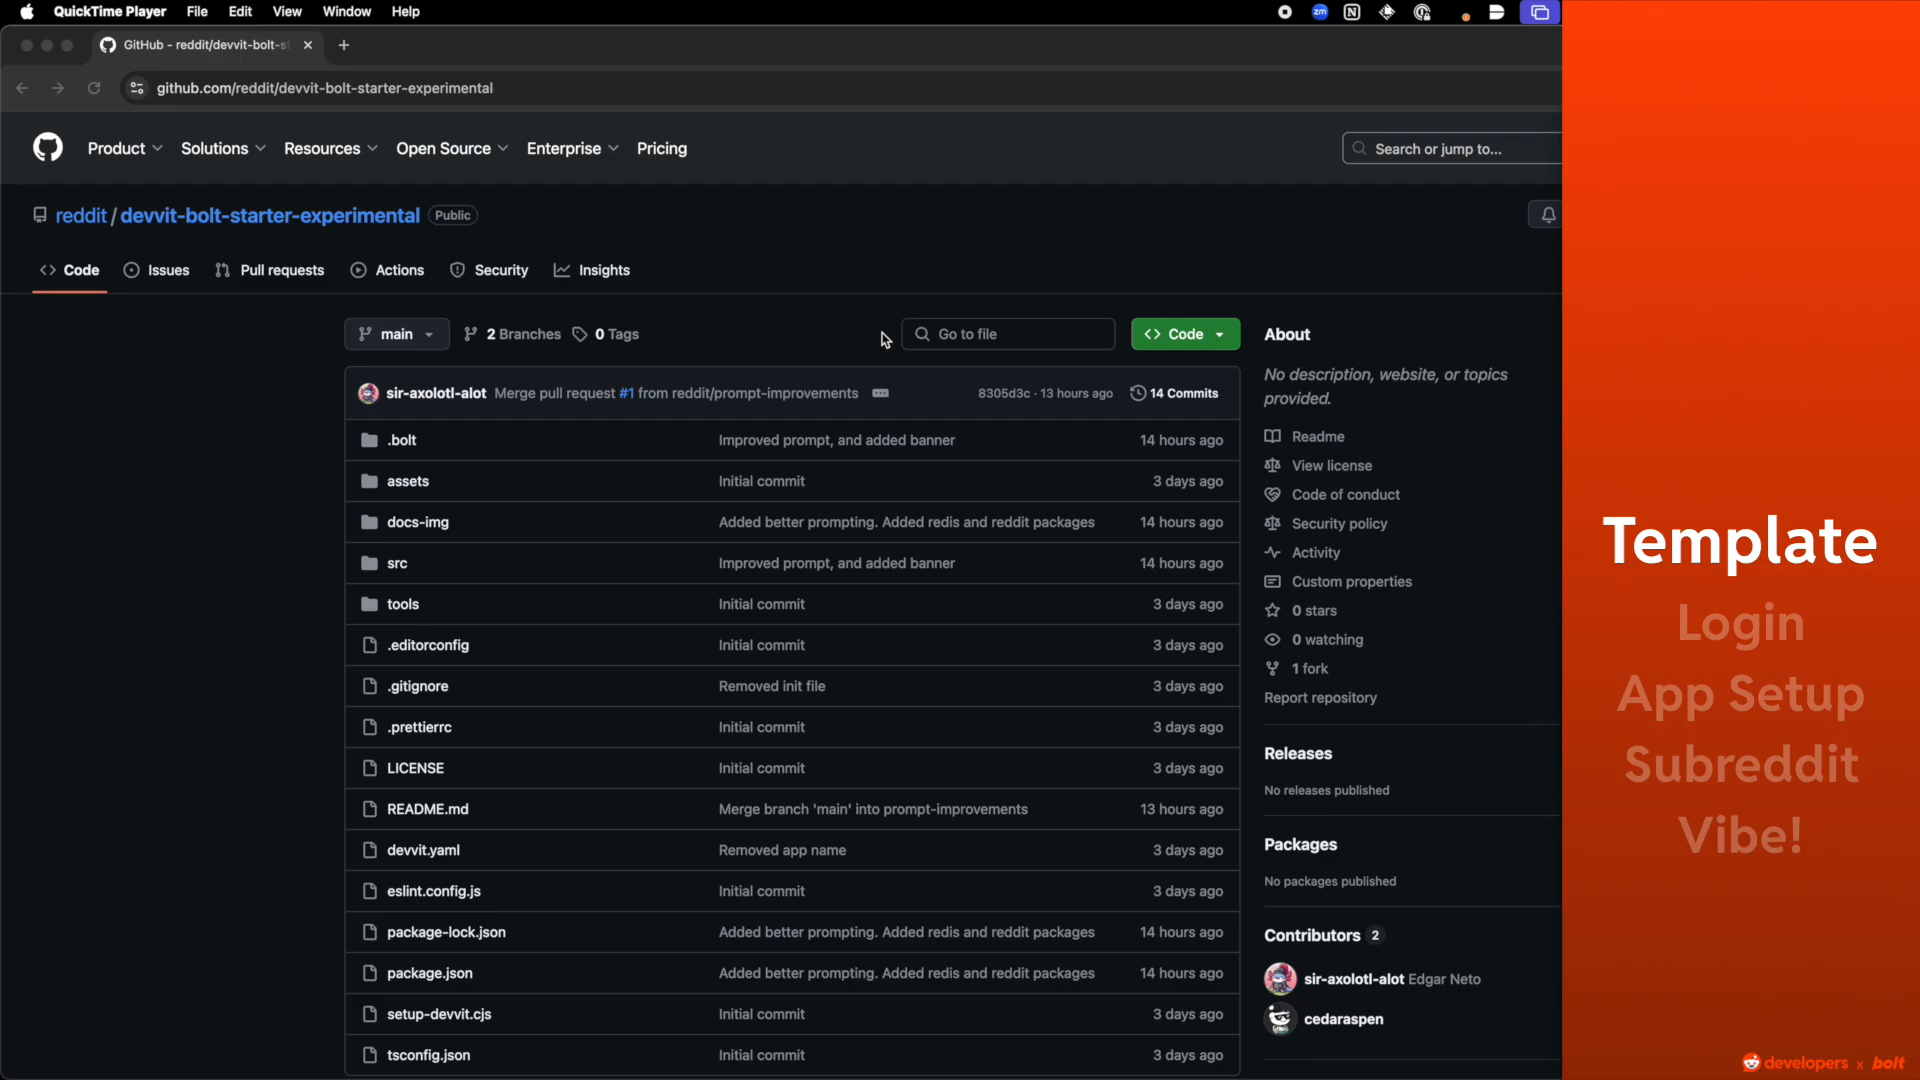 QuickTime Player File Edit View Window Help
zm
GitHub - reddit/devvit-bolt-st
github.com/reddit/devvit-bolt-starter-experimental
Product Solutions Resources Open Source Enterprise Pricing
Search or jump to...
reddit / devvit-bolt-starter-experimental Public
Code Issues Pull requests Actions Security Insights
main 2 Branches 0 Tags Go to file Code
sir-axolotl-alot Merge pull request #1 from reddit/prompt-improvements 8305d3c · 13 hours ago 14 Commits
.bolt Improved prompt, and added banner 14 hours ago
assets Initial commit 3 days ago
docs-img Added better prompting. Added redis and reddit packages 14 hours ago
src Improved prompt, and added banner 14 hours ago
tools Initial commit 3 days ago
.editorconfig Initial commit 3 days ago
.gitignore Removed init file 3 days ago
.prettierrc Initial commit 3 days ago
LICENSE Initial commit 3 days ago
README.md Merge branch 'main' into prompt-improvements 13 hours ago
devvit.yaml Removed app name 3 days ago
eslint.config.js Initial commit 3 days ago
package-lock.json Added better prompting. Added redis and reddit packages 14 hours ago
package.json Added better prompting. Added redis and reddit packages 14 hours ago
setup-devvit.cjs Initial commit 3 days ago
tsconfig.json Initial commit 3 days ago
About
No description, website, or topics
provided.
Readme
View license
Code of conduct
Security policy
Activity
Custom properties
0 stars
0 watching
1 fork
Report repository
Releases
No releases published
Packages
No packages published
Contributors 2
sir-axolotl-alot Edgar Neto
cedaraspen
Template
Login
App Setup
Subreddit
Vibe!
developers x bolt